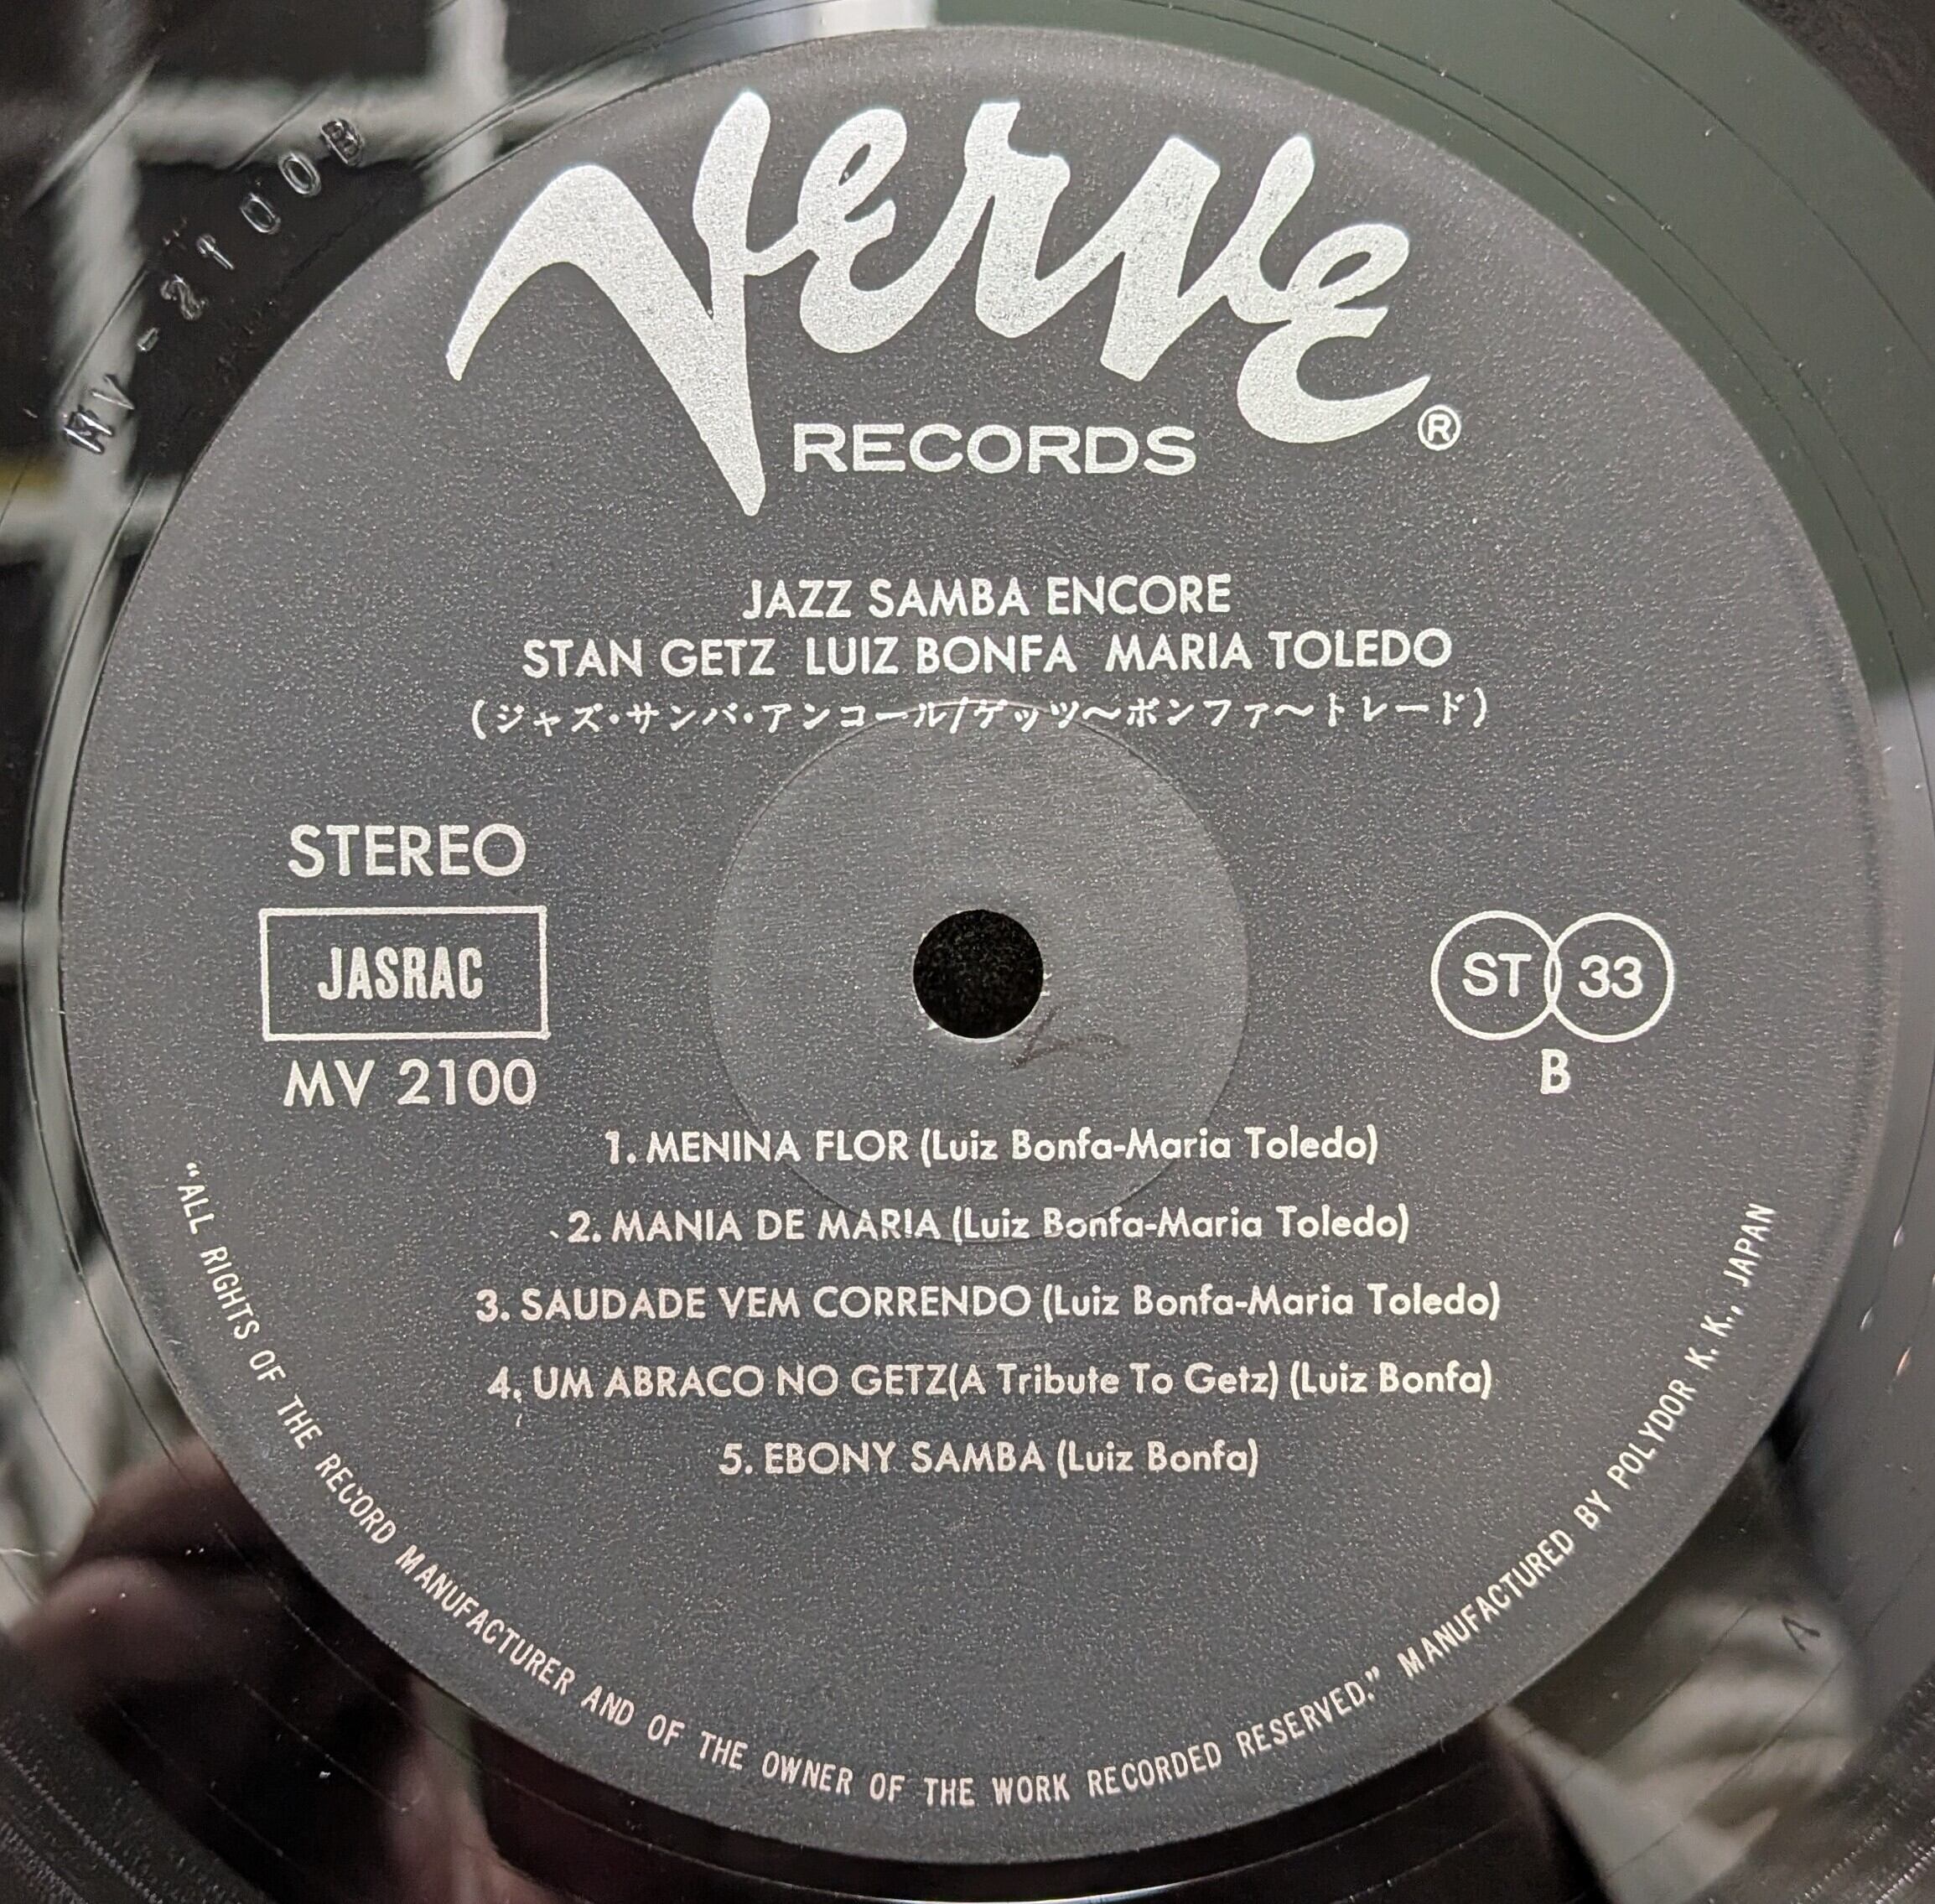 Verve
RECORDS ®
JAZZ SAMBA ENCORE
STAN GETZ LUIZ BONFA MARIA TOLEDO
(ジャズ・サンバ・アンコール/ゲッツ〜ボンファ〜トレード)
STEREO
JASRAC
MV 2100
ST 33
B
1. MENINA FLOR (Luiz Bonfa-Maria Toledo)
2. MANIA DE MARIA (Luiz Bonfa-Maria Toledo)
3. SAUDADE VEM CORRENDO (Luiz Bonfa-Maria Toledo)
4. UM ABRACO NO GETZ(A Tribute To Getz) (Luiz Bonfa)
5. EBONY SAMBA (Luiz Bonfa)
"ALL RIGHTS OF THE RECORD MANUFACTURER AND OF THE OWNER OF THE WORK RECORDED RESERVED." MANUFACTURED BY POLYDOR K. K., JAPAN
MV-2100B